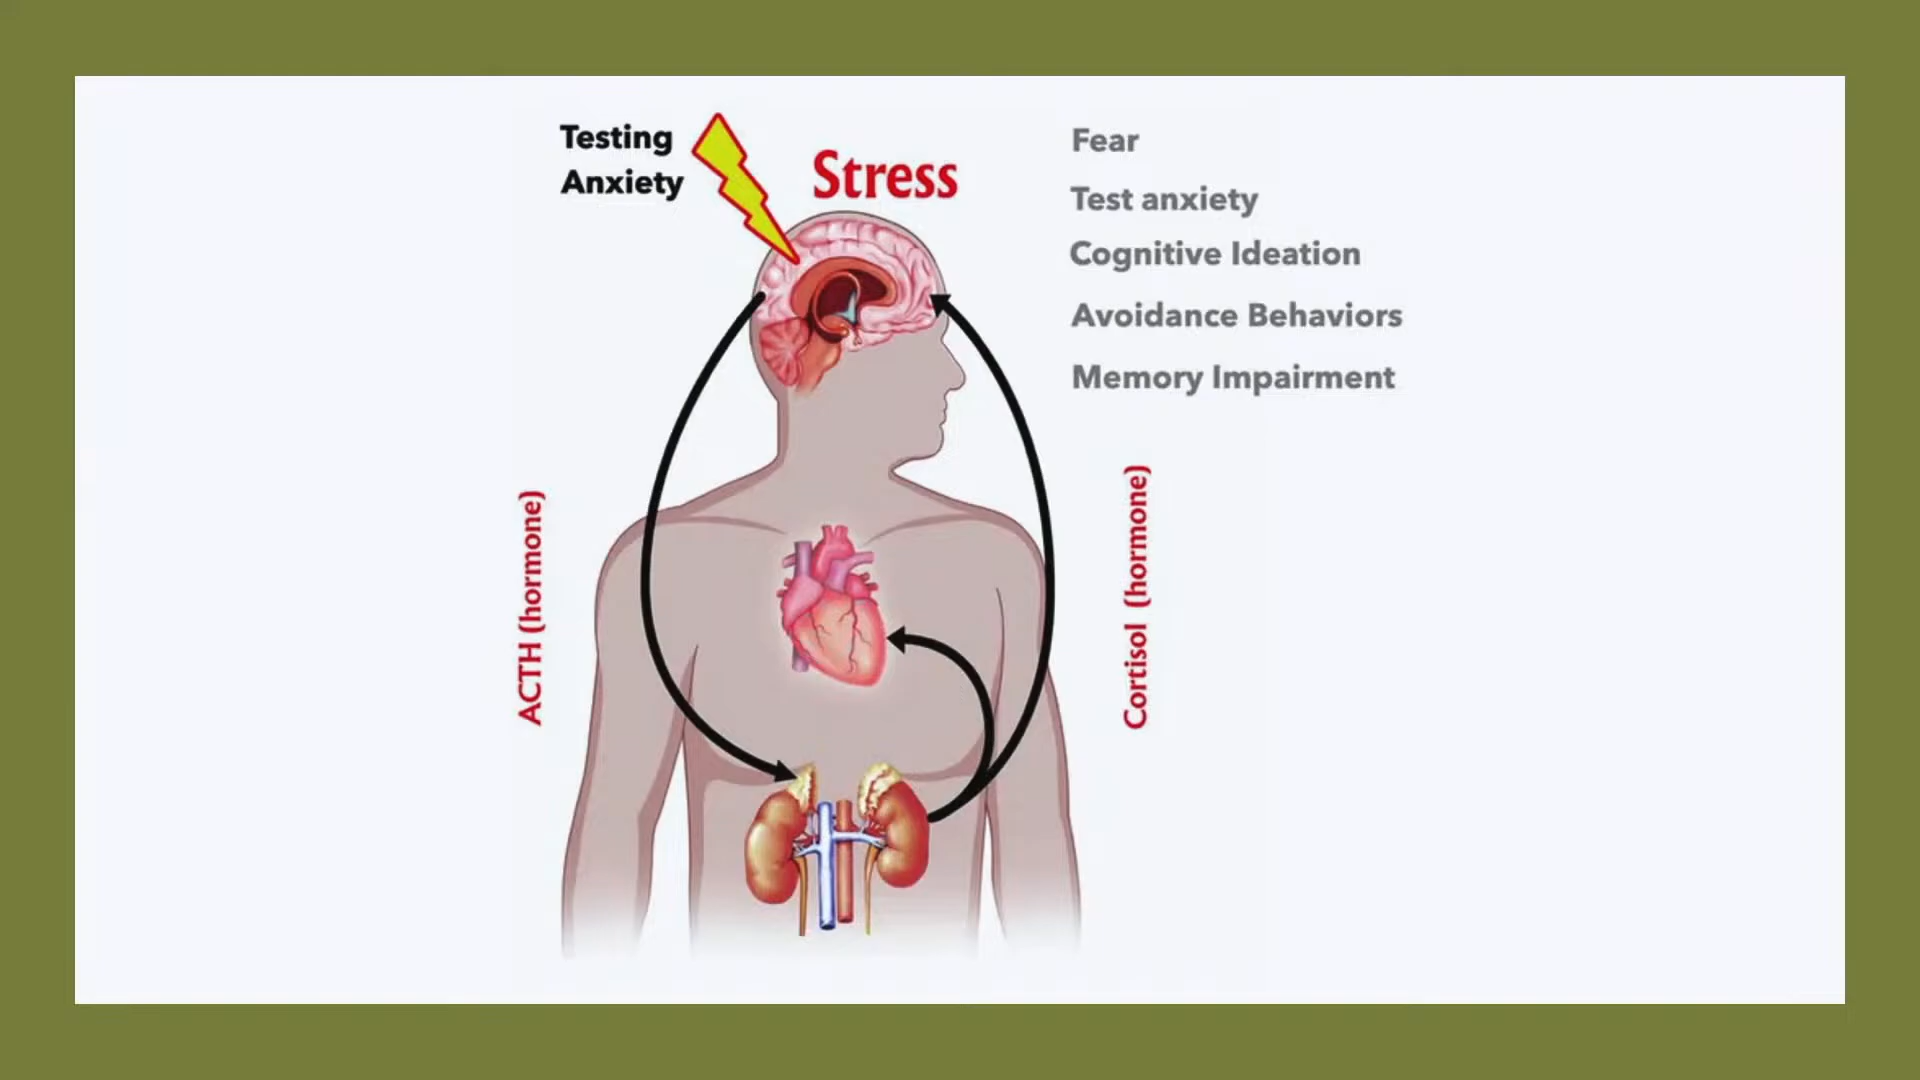 Testing
Anxiety
Stress
Fear
Test anxiety
Cognitive Ideation
Avoidance Behaviors
Memory Impairment
ACTH (hormone)
Cortisol (hormone)